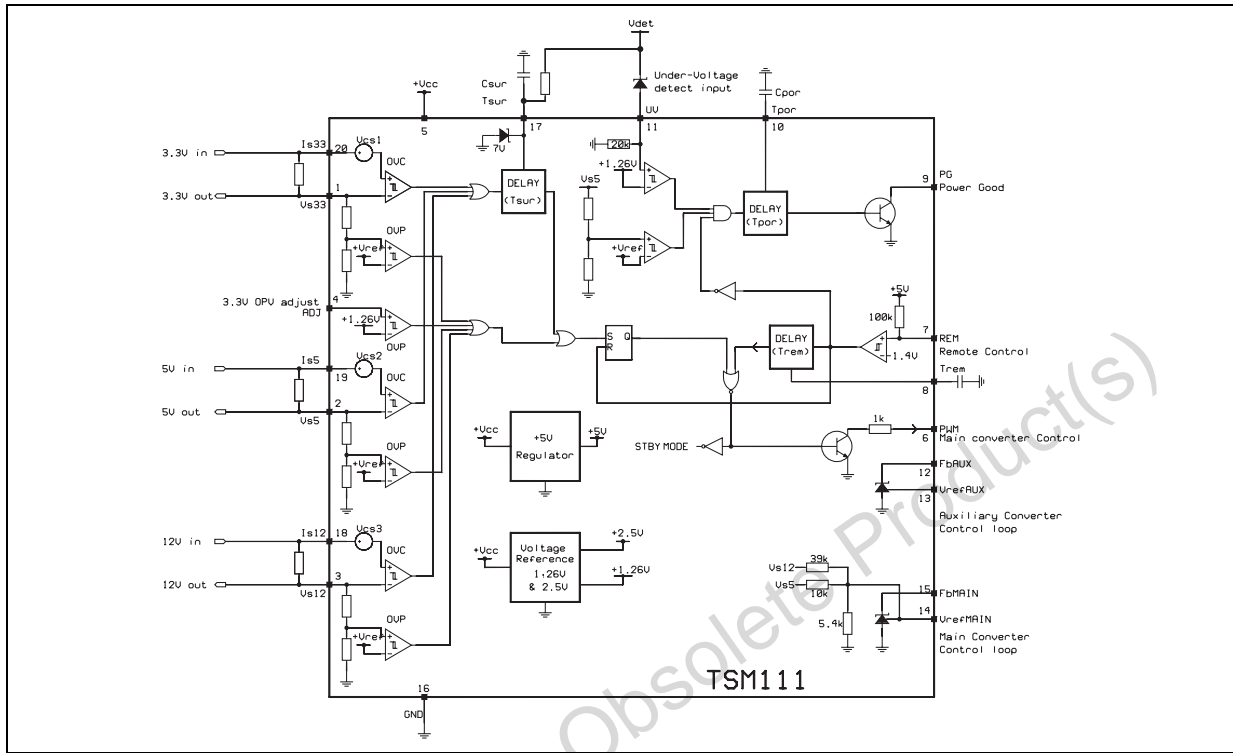 Vdet
+Vcc
Csur
Tsur
Under-Voltage
detect input
Cpor
Tpor
UV
5
17
11
10
7V
20k
3.3V in
Is33
20
Vcs1
OVC
+
-
DELAY
(Tsur)
+1.26V
+
-
Vs5
DELAY
(Tpor)
9
PG
Power Good
3.3V out
1
Vs33
OVP
+Vref
+
-
+Vref
+
-
3.3V OPV adjust
ADJ
4
+1.26V
+
-
OVP
+5V
100k
7
REM
Remote Control
+
-
1.4V
S Q
R
DELAY
(Trem)
Trem
8
5V in
Is5
19
Vcs2
OVC
+
-
5V out
2
Vs5
OVP
+Vref
+
-
+Vcc
+5V
Regulator
+5V
STBY MODE
1k
PWM
6
Main converter Control
FbAUX
12
VrefAUX
13
Auxiliary Converter
Control loop
12V in
Is12
18
Vcs3
OVC
+
-
12V out
3
Vs12
OVP
+Vref
+
-
+Vcc
Voltage
Reference
1.26V
& 2.5V
+2.5V
+1.26V
Vs12
39k
Vs5
10k
5.4k
FbMAIN
15
14
VrefMAIN
Main Converter
Control loop
TSM111
16
GND
Obsolete Product(s)